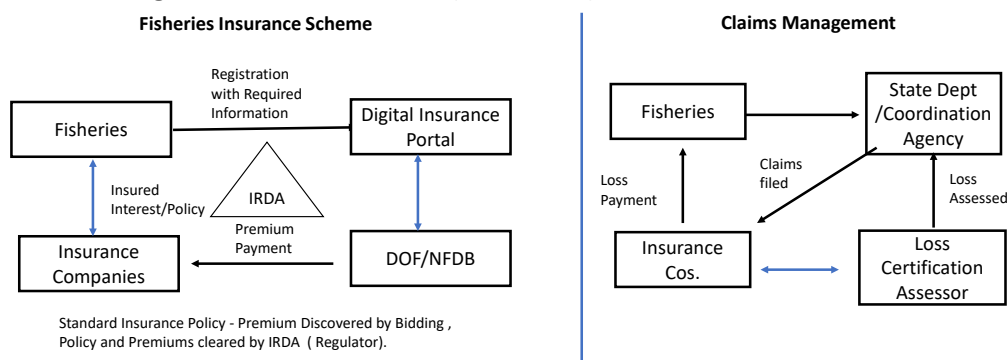 Fisheries Insurance Scheme
Registration
with Required
Information
Fisheries
Digital Insurance
Portal
Insured
Interest/Policy
IRDA
Premium
Payment
Insurance
Companies
DOF/NFDB
Standard Insurance Policy - Premium Discovered by Bidding ,
Policy and Premiums cleared by IRDA ( Regulator).
Claims Management
Fisheries
State Dept
/Coordination
Agency
Loss
Payment
Claims
filed
Loss
Assessed
Insurance
Cos.
Loss
Certification
Assessor